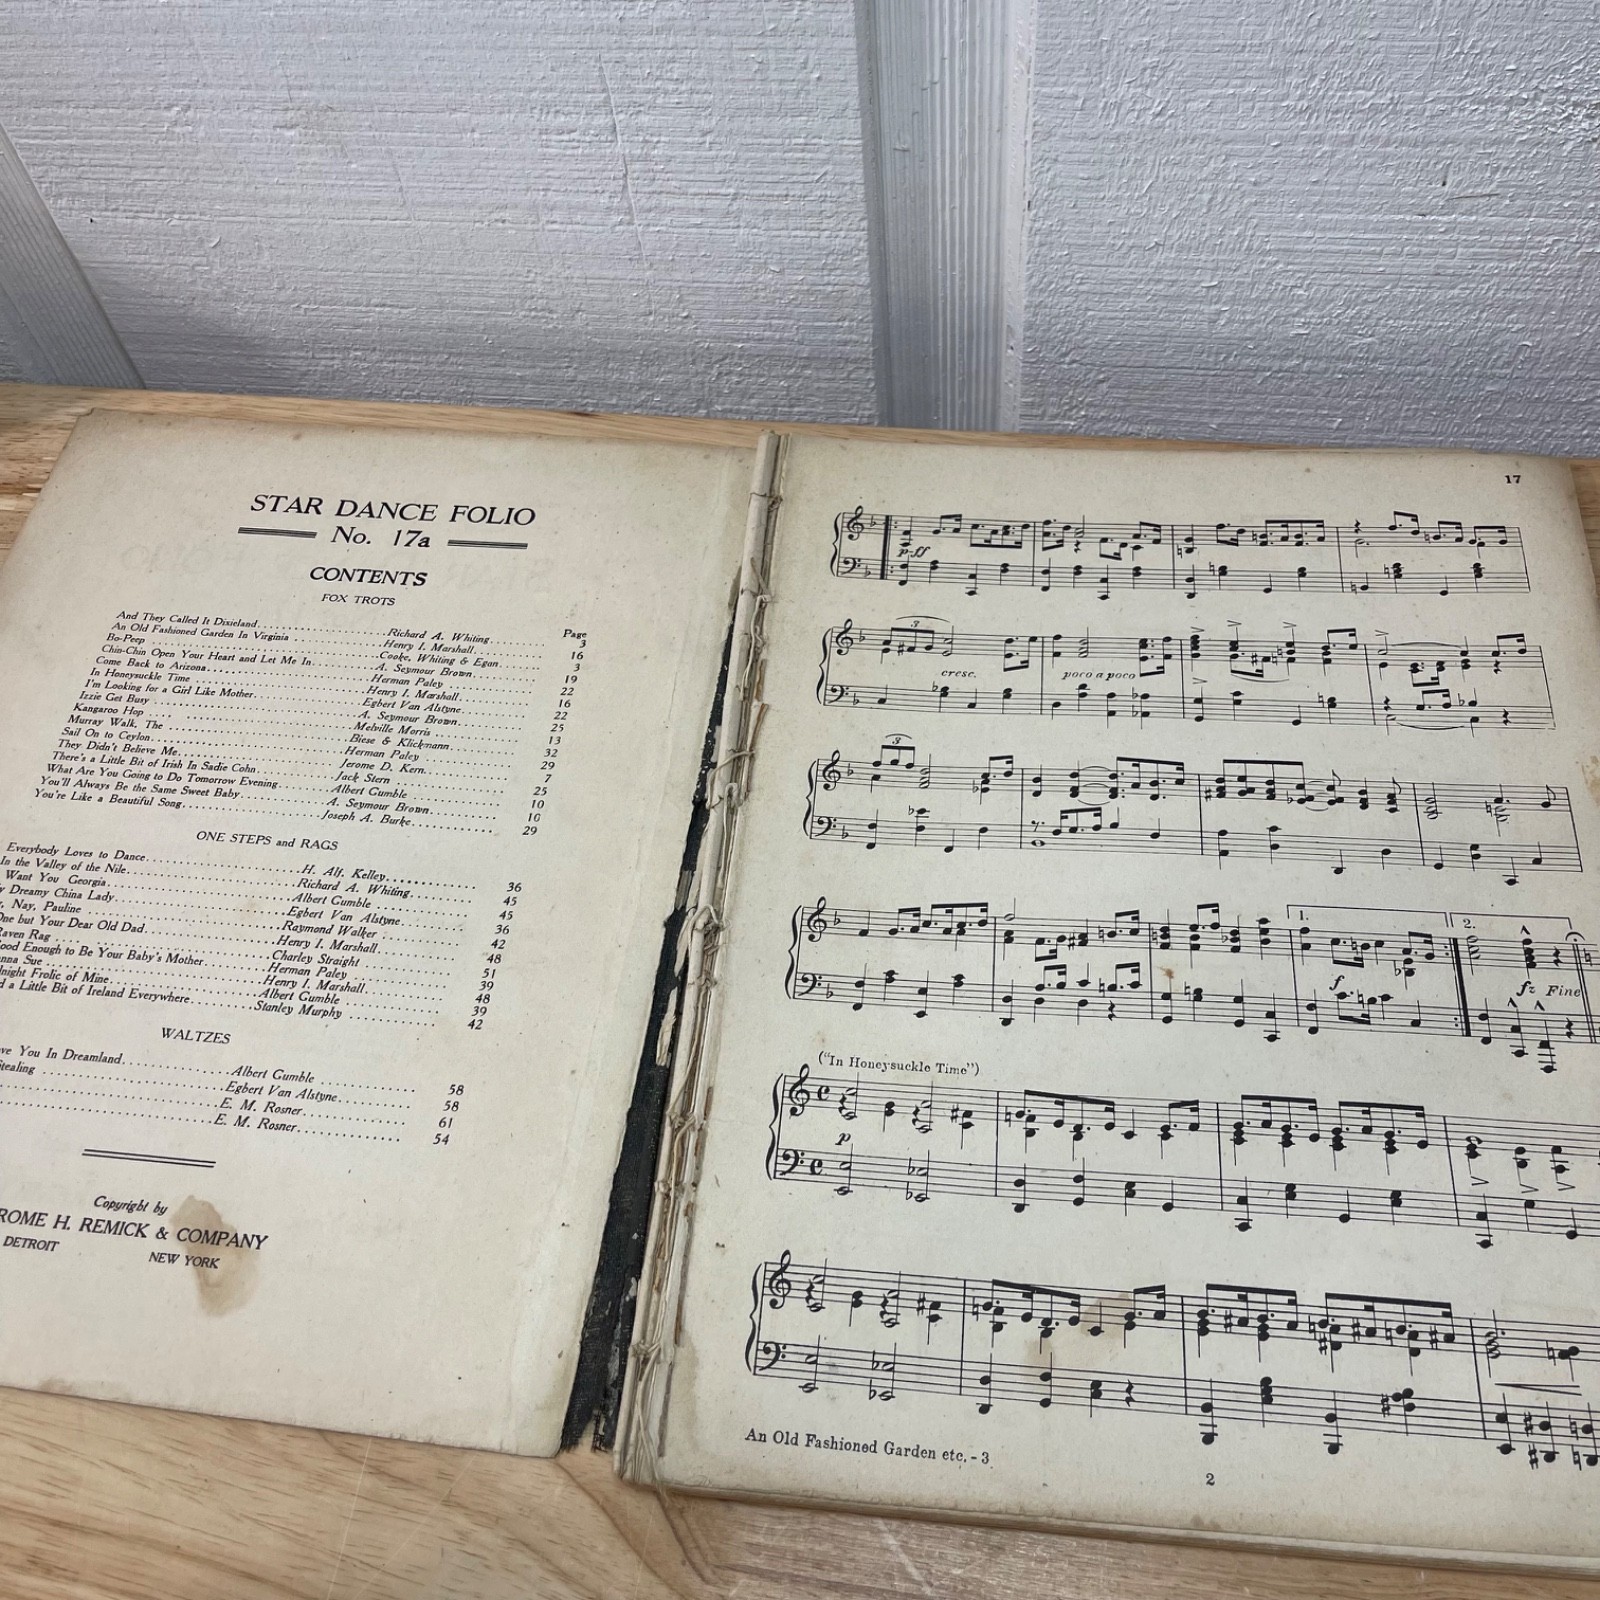 STAR DANCE FOLIO
No. 17a
CONTENTS
FOX TROTS
Page
And They Called It Dixieland Richard A. Whiting 3
An Old Fashioned Garden In Virginia Henry I. Marshall 16
Bo-Peep Cooke, Whiting & Egan 19
Chin-Chin Open Your Heart and Let Me In A. Seymour Brown 22
Come Back to Arizona Herman Paley 16
In Honeysuckle Time Henry I. Marshall 22
I'm Looking for a Girl Like Mother Egbert Van Alstyne 25
Izzie Get Busy A. Seymour Brown 13
Kangaroo Hop Melville Morris 32
Murray Walk, The Biese & Klickmann 29
Sail On to Ceylon Herman Paley 7
They Didn't Believe Me Jerome D. Kern 25
There's a Little Bit of Irish In Sadie Cohn Jack Stern 10
What Are You Going to Do Tomorrow Evening Albert Gumble 10
You'll Always Be the Same Sweet Baby A. Seymour Brown 29
You're Like a Beautiful Song Joseph A. Burke
ONE STEPS and RAGS
Everybody Loves to Dance H. Alf. Kelley 36
In the Valley of the Nile Richard A. Whiting 45
Want You Georgia Albert Gumble 45
Dreamy China Lady Egbert Van Alstyne 36
Nay, Pauline Raymond Walker 42
One but Your Dear Old Dad Henry I. Marshall 48
Raven Rag Charley Straight 51
Good Enough to Be Your Baby's Mother Herman Paley 39
Sue Henry I. Marshall 48
Frolic of Mine Albert Gumble 39
a Little Bit of Ireland Everywhere Stanley Murphy 42
WALTZES
You In Dreamland Albert Gumble 58
Stealing Egbert Van Alstyne 58
E. M. Rosner 61
E. M. Rosner 54
Copyright by
ROME H. REMICK & COMPANY
DETROIT NEW YORK
17
p-ff
3
cresc.
poco a poco
3
1.
2.
f
fz Fine
("In Honeysuckle Time")
p
An Old Fashioned Garden etc. - 3
2